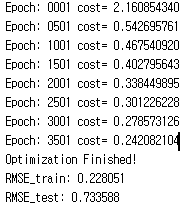 Epoch: 0001 cost= 2.160854340
Epoch: 0501 cost= 0.542695761
Epoch: 1001 cost= 0.467540920
Epoch: 1501 cost= 0.402795643
Epoch: 2001 cost= 0.338449895
Epoch: 2501 cost= 0.301226228
Epoch: 3001 cost= 0.278573126
Epoch: 3501 cost= 0.242082104
Optimization Finished!
RMSE_train: 0.228051
RMSE_test: 0.733588